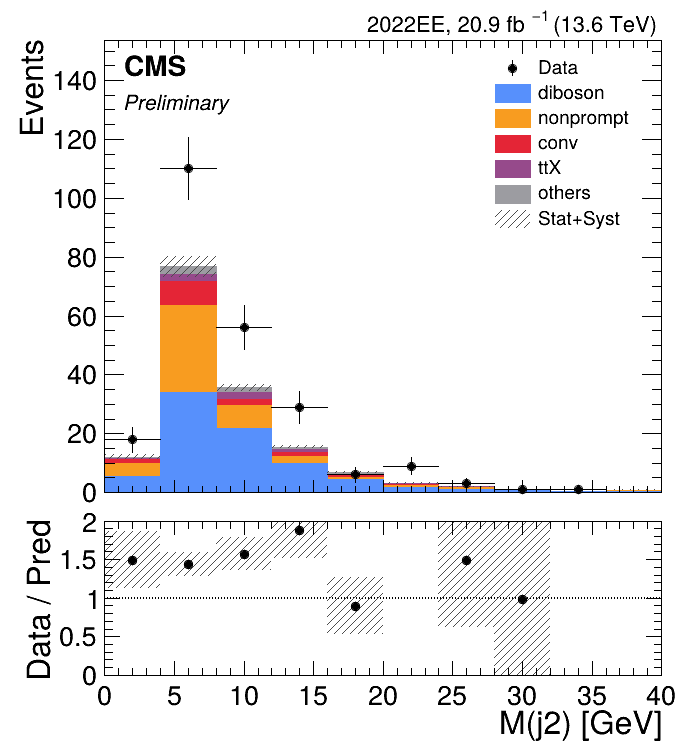 2022EE, 20.9 fb⁻¹ (13.6 TeV)
Events
CMS
Preliminary
Data
diboson
nonprompt
conv
ttX
others
Stat+Syst
140
120
100
80
60
40
20
0
Data / Pred
2
1.5
1
0.5
0
0 5 10 15 20 25 30 35 40
M(j2) [GeV]